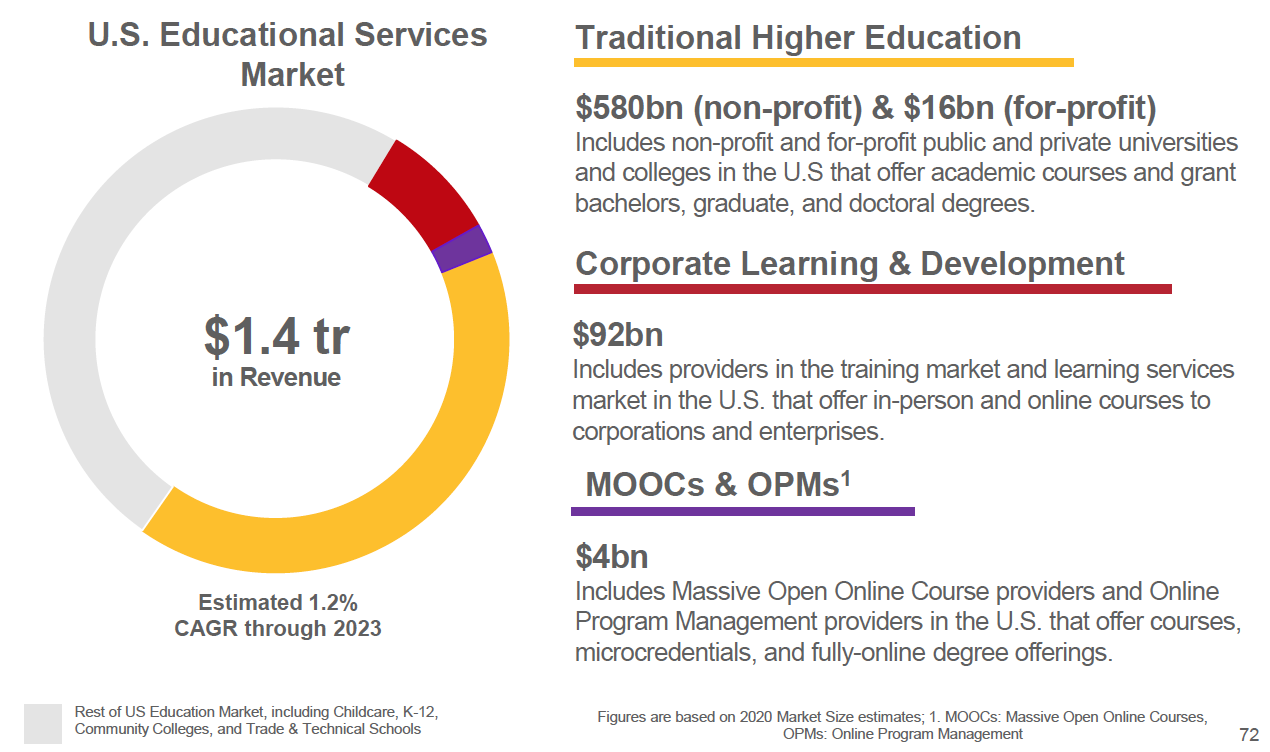 U.S. Educational Services
Market
$1.4 tr
in Revenue
Estimated 1.2%
CAGR through 2023
Rest of US Education Market, including Childcare, K-12,
Community Colleges, and Trade & Technical Schools
Traditional Higher Education
$580bn (non-profit) & $16bn (for-profit)
Includes non-profit and for-profit public and private universities
and colleges in the U.S that offer academic courses and grant
bachelors, graduate, and doctoral degrees.
Corporate Learning & Development
$92bn
Includes providers in the training market and learning services
market in the U.S. that offer in-person and online courses to
corporations and enterprises.
MOOCs & OPMs¹
$4bn
Includes Massive Open Online Course providers and Online
Program Management providers in the U.S. that offer courses,
microcredentials, and fully-online degree offerings.
Figures are based on 2020 Market Size estimates; 1. MOOCs: Massive Open Online Courses,
OPMs: Online Program Management
72